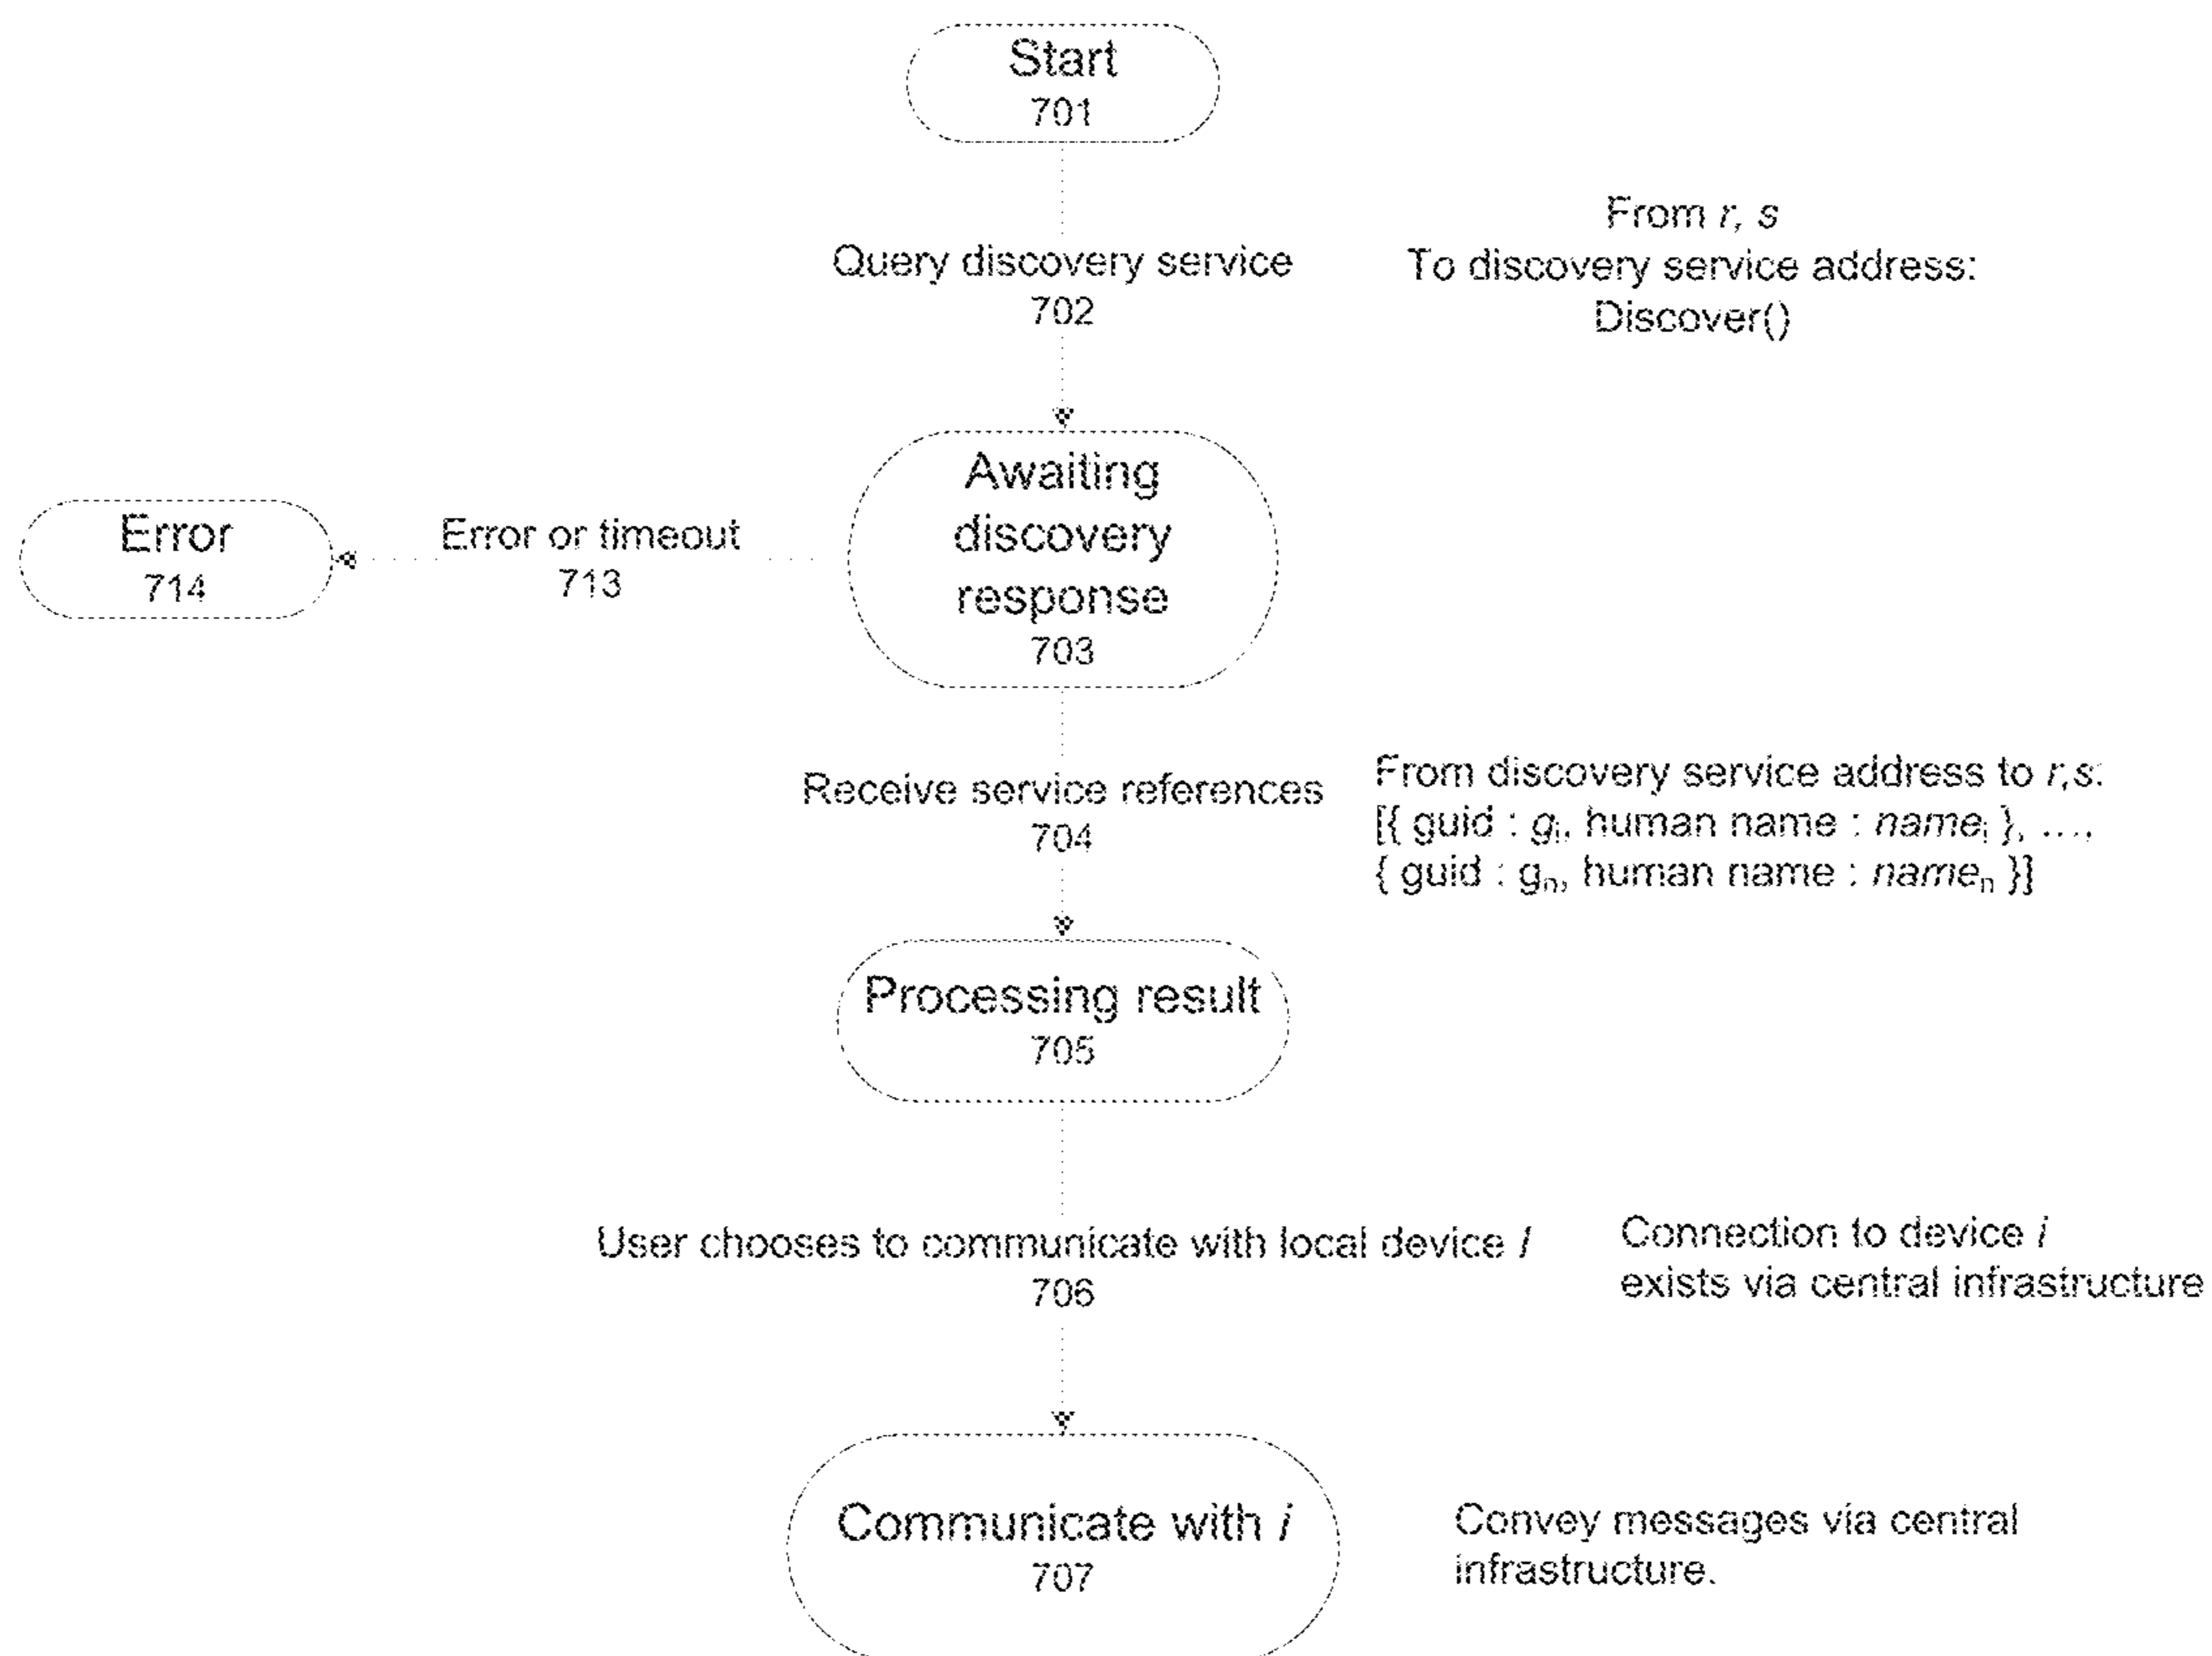 Start
701
Query discovery service
702
From r, s
To discovery service address:
Discover()
Awaiting
discovery
response
703
Error or timeout
713
Error
714
Receive service references
704
From discovery service address to r,s:
[{ guid : gᵢ, human name : nameᵢ }, ...,
{ guid : gₙ, human name : nameₙ }]
Processing result
705
User chooses to communicate with local device i
706
Connection to device i
exists via central infrastructure
Communicate with i
707
Convey messages via central
infrastructure.